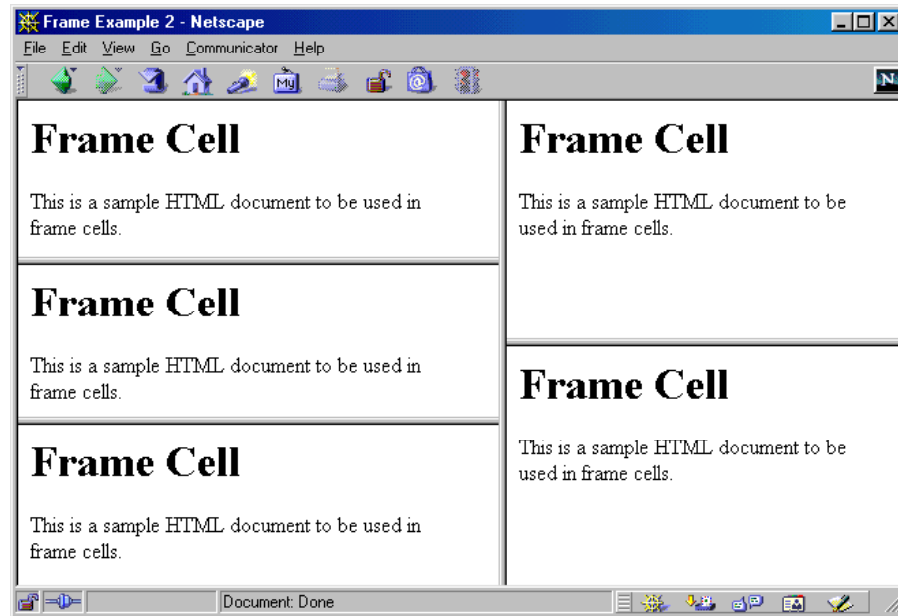 Frame Example 2 - Netscape
File Edit View Go Communicator Help
My
N
Frame Cell
This is a sample HTML document to be used in
frame cells.
Frame Cell
This is a sample HTML document to be used in
frame cells.
Frame Cell
This is a sample HTML document to be used in
frame cells.
Frame Cell
This is a sample HTML document to be
used in frame cells.
Frame Cell
This is a sample HTML document to be
used in frame cells.
Document: Done